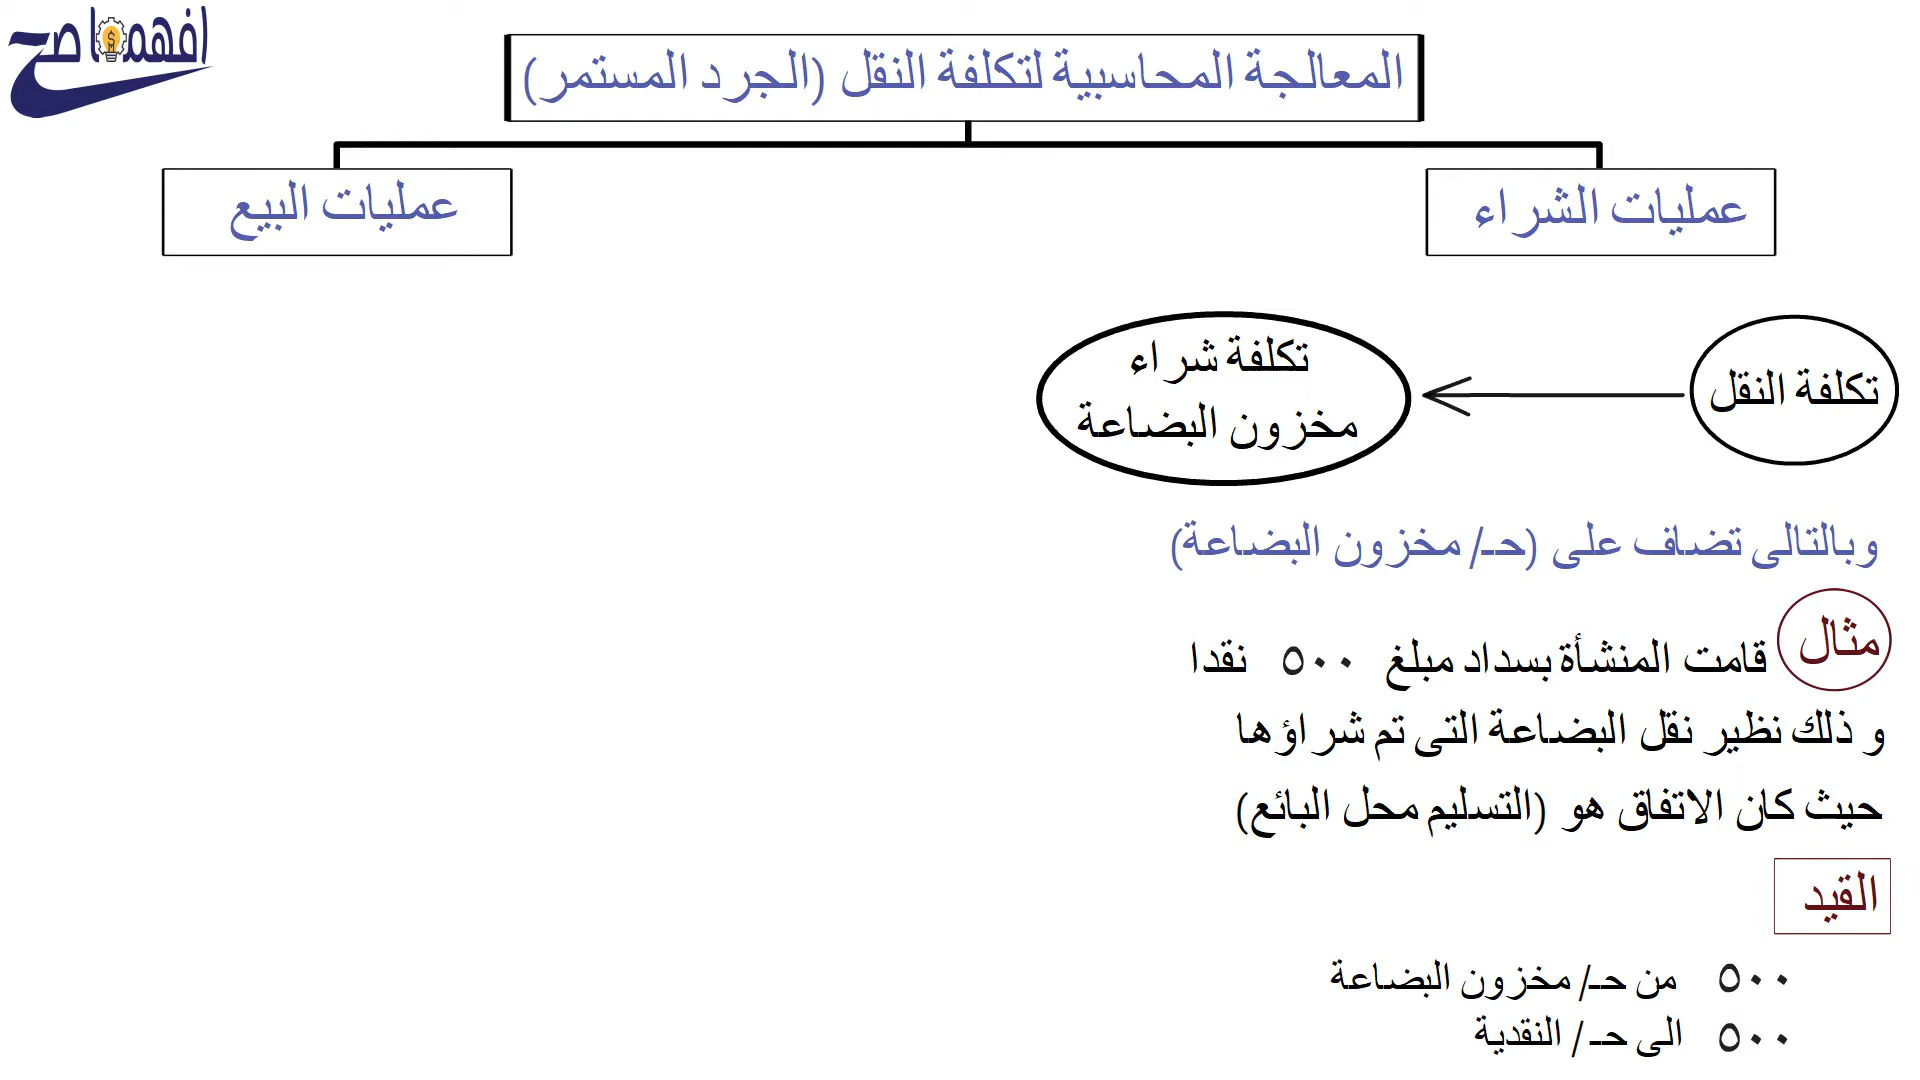 افهمها صح
المعالجة المحاسبية لتكلفة النقل (الجرد المستمر)
عمليات الشراء
عمليات البيع
تكلفة النقل
تكلفة شراء
مخزون البضاعة
وبالتالى تضاف على (حـ/ مخزون البضاعة)
مثال
قامت المنشأة بسداد مبلغ ٥٠٠ نقدا
و ذلك نظير نقل البضاعة التى تم شراؤها
حيث كان الاتفاق هو (التسليم محل البائع)
القيد
٥٠٠ من حـ/ مخزون البضاعة
٥٠٠ الى حـ / النقدية